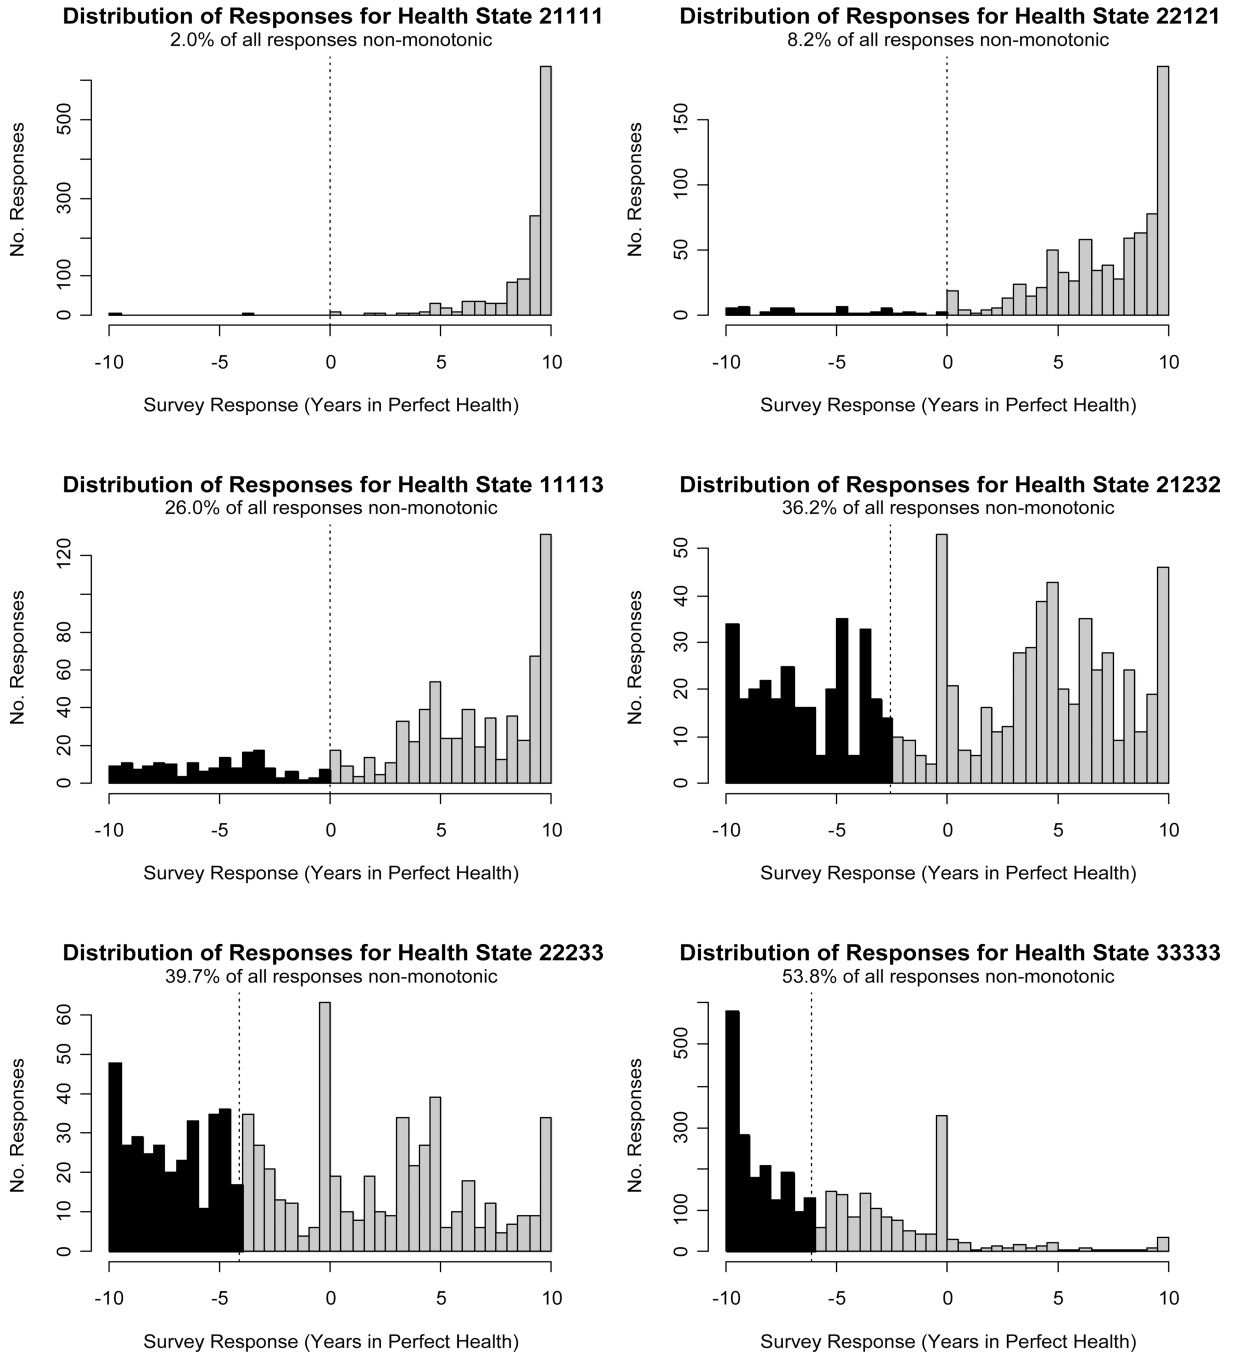 Distribution of Responses for Health State 21111
2.0% of all responses non-monotonic
No. Responses
500
300
100
0
-10 -5 0 5 10
Survey Response (Years in Perfect Health)
Distribution of Responses for Health State 22121
8.2% of all responses non-monotonic
No. Responses
150
100
50
0
-10 -5 0 5 10
Survey Response (Years in Perfect Health)
Distribution of Responses for Health State 11113
26.0% of all responses non-monotonic
No. Responses
120
80
60
40
20
0
-10 -5 0 5 10
Survey Response (Years in Perfect Health)
Distribution of Responses for Health State 21232
36.2% of all responses non-monotonic
No. Responses
50
40
30
20
10
0
-10 -5 0 5 10
Survey Response (Years in Perfect Health)
Distribution of Responses for Health State 22233
39.7% of all responses non-monotonic
No. Responses
60
50
40
30
20
10
0
-10 -5 0 5 10
Survey Response (Years in Perfect Health)
Distribution of Responses for Health State 33333
53.8% of all responses non-monotonic
No. Responses
500
300
100
0
-10 -5 0 5 10
Survey Response (Years in Perfect Health)